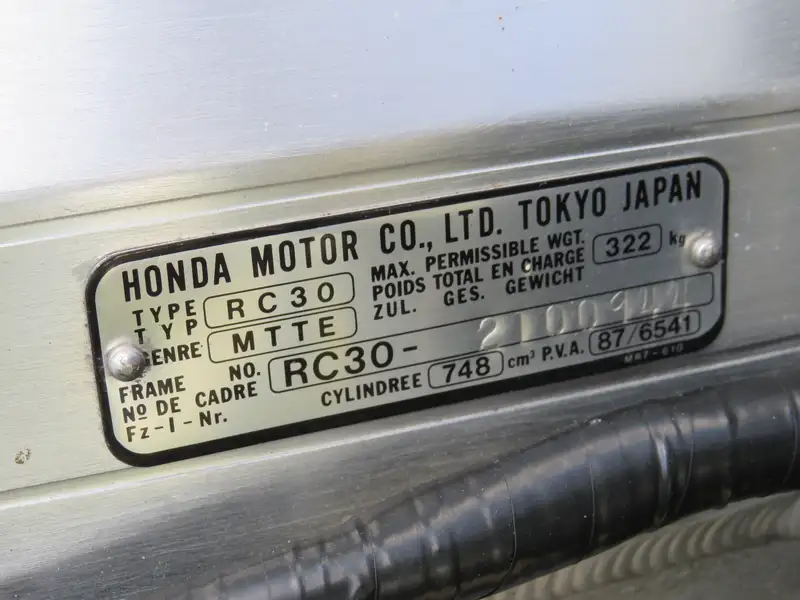 HONDA MOTOR CO., LTD. TOKYO JAPAN
TYPE
TYP
RC30
MAX. PERMISSIBLE WGT.
POIDS TOTAL EN CHARGE
ZUL. GES. GEWICHT
322 kg
GENRE MTTE
FRAME NO.
No DE CADRE
Fz-I-Nr.
RC30- 2100944
CYLINDREE 748 cm³ P.V.A. 87/6541